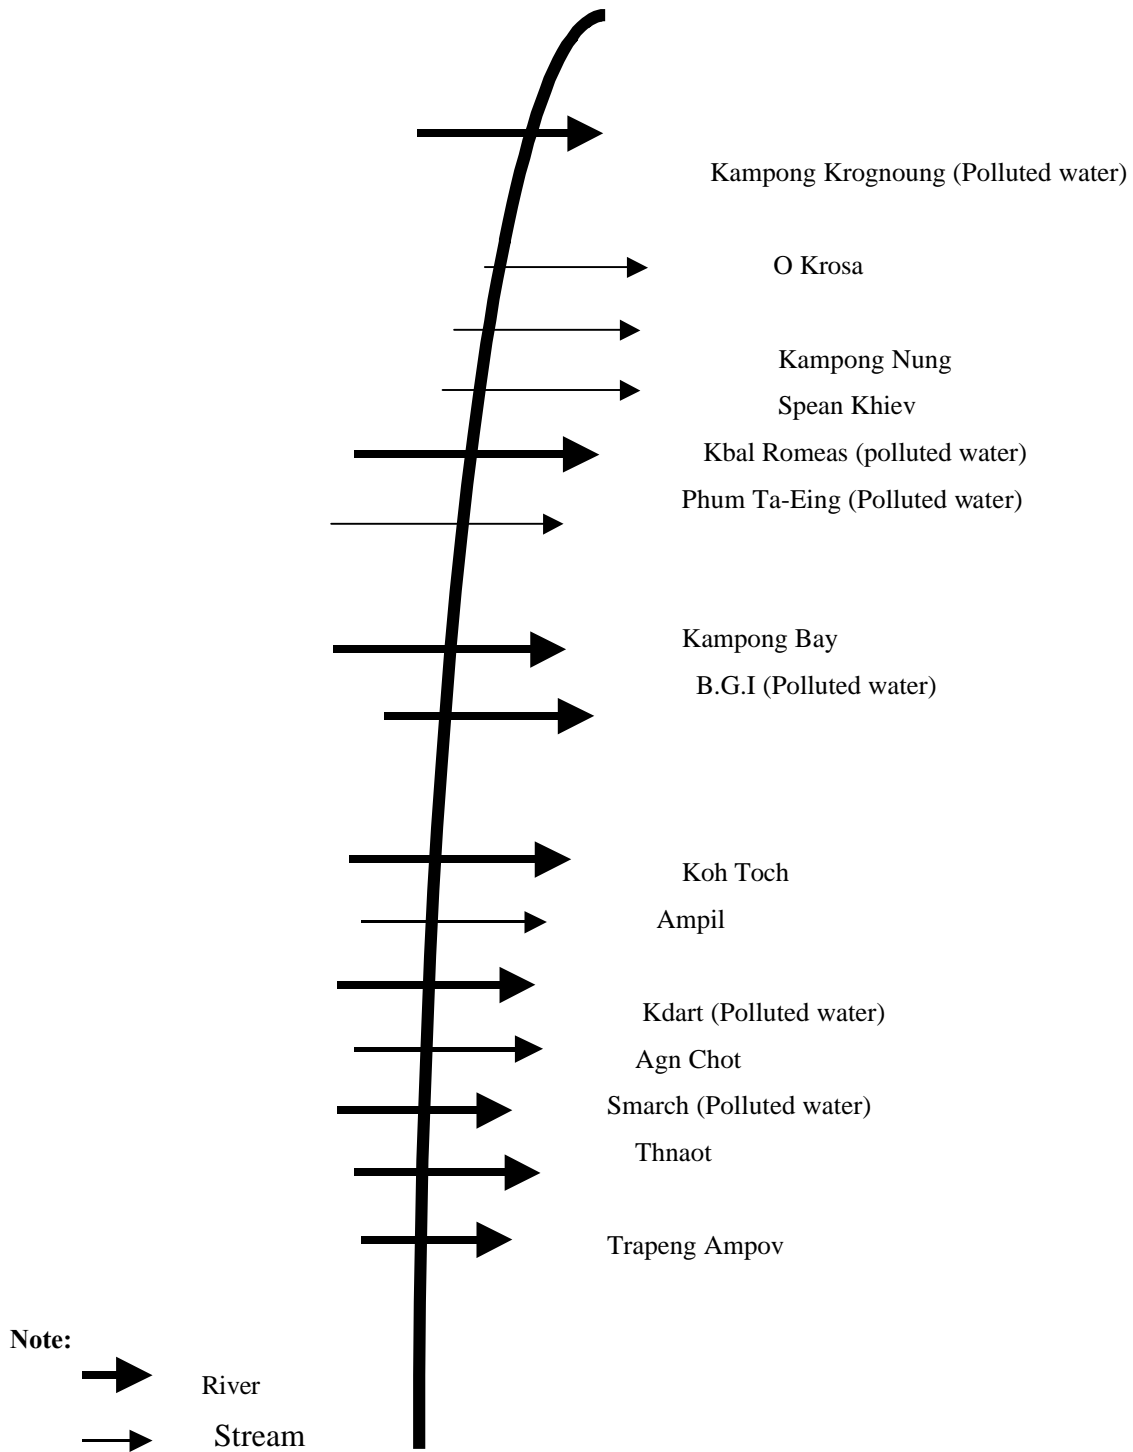 Kampong Krognoung (Polluted water)
O Krosa
Kampong Nung
Spean Khiev
Kbal Romeas (polluted water)
Phum Ta-Eing (Polluted water)
Kampong Bay
B.G.I (Polluted water)
Koh Toch
Ampil
Kdart (Polluted water)
Agn Chot
Smarch (Polluted water)
Thnaot
Trapeng Ampov
Note:
River
Stream